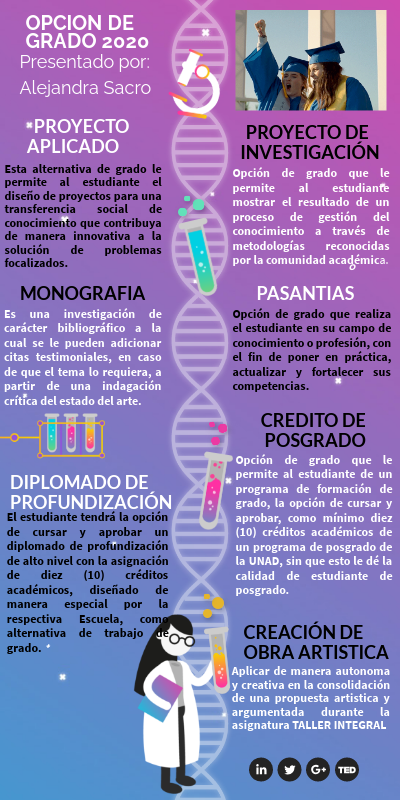 OPCION DE
GRADO 2020
Presentado por:
Alejandra Sacro
PROYECTO
APLICADO
Esta alternativa de grado le
permite al estudiante el
diseño de proyectos para una
transferencia social de
conocimiento que contribuya
de manera innovativa a la
solución de problemas
focalizados.
PROYECTO DE
INVESTIGACIÓN
Opción de grado que le
permite al estudiante
mostrar el resultado de un
proceso de gestión del
conocimiento a través de
metodologías reconocidas
por la comunidad académica.
MONOGRAFIA
Es una investigación de
carácter bibliográfico a la
cual se le pueden adicionar
citas testimoniales, en caso
de que el tema lo requiera, a
partir de una indagación
crítica del estado del arte.
PASANTIAS
Opción de grado que realiza
el estudiante en su campo de
conocimiento o profesión, con
el fin de poner en práctica,
actualizar y fortalecer sus
competencias.
CREDITO DE
POSGRADO
Opción de grado que le
permite al estudiante de un
programa de formación de
grado, la opción de cursar y
aprobar, como mínimo diez
(10) créditos académicos de
un programa de posgrado de
la UNAD, sin que esto le dé la
calidad de estudiante de
posgrado.
DIPLOMADO DE
PROFUNDIZACIÓN
El estudiante tendrá la opción
de cursar y aprobar un
diplomado de profundización
de alto nivel con la asignación
de diez (10) créditos
académicos, diseñado de
manera especial por la
respectiva Escuela, como
alternativa de trabajo de
grado.
CREACIÓN DE
OBRA ARTISTICA
Aplicar de manera autonoma
y creativa en la consolidación
de una propuesta artistica y
argumentada durante la
asignatura TALLER INTEGRAL
in
G+
TED